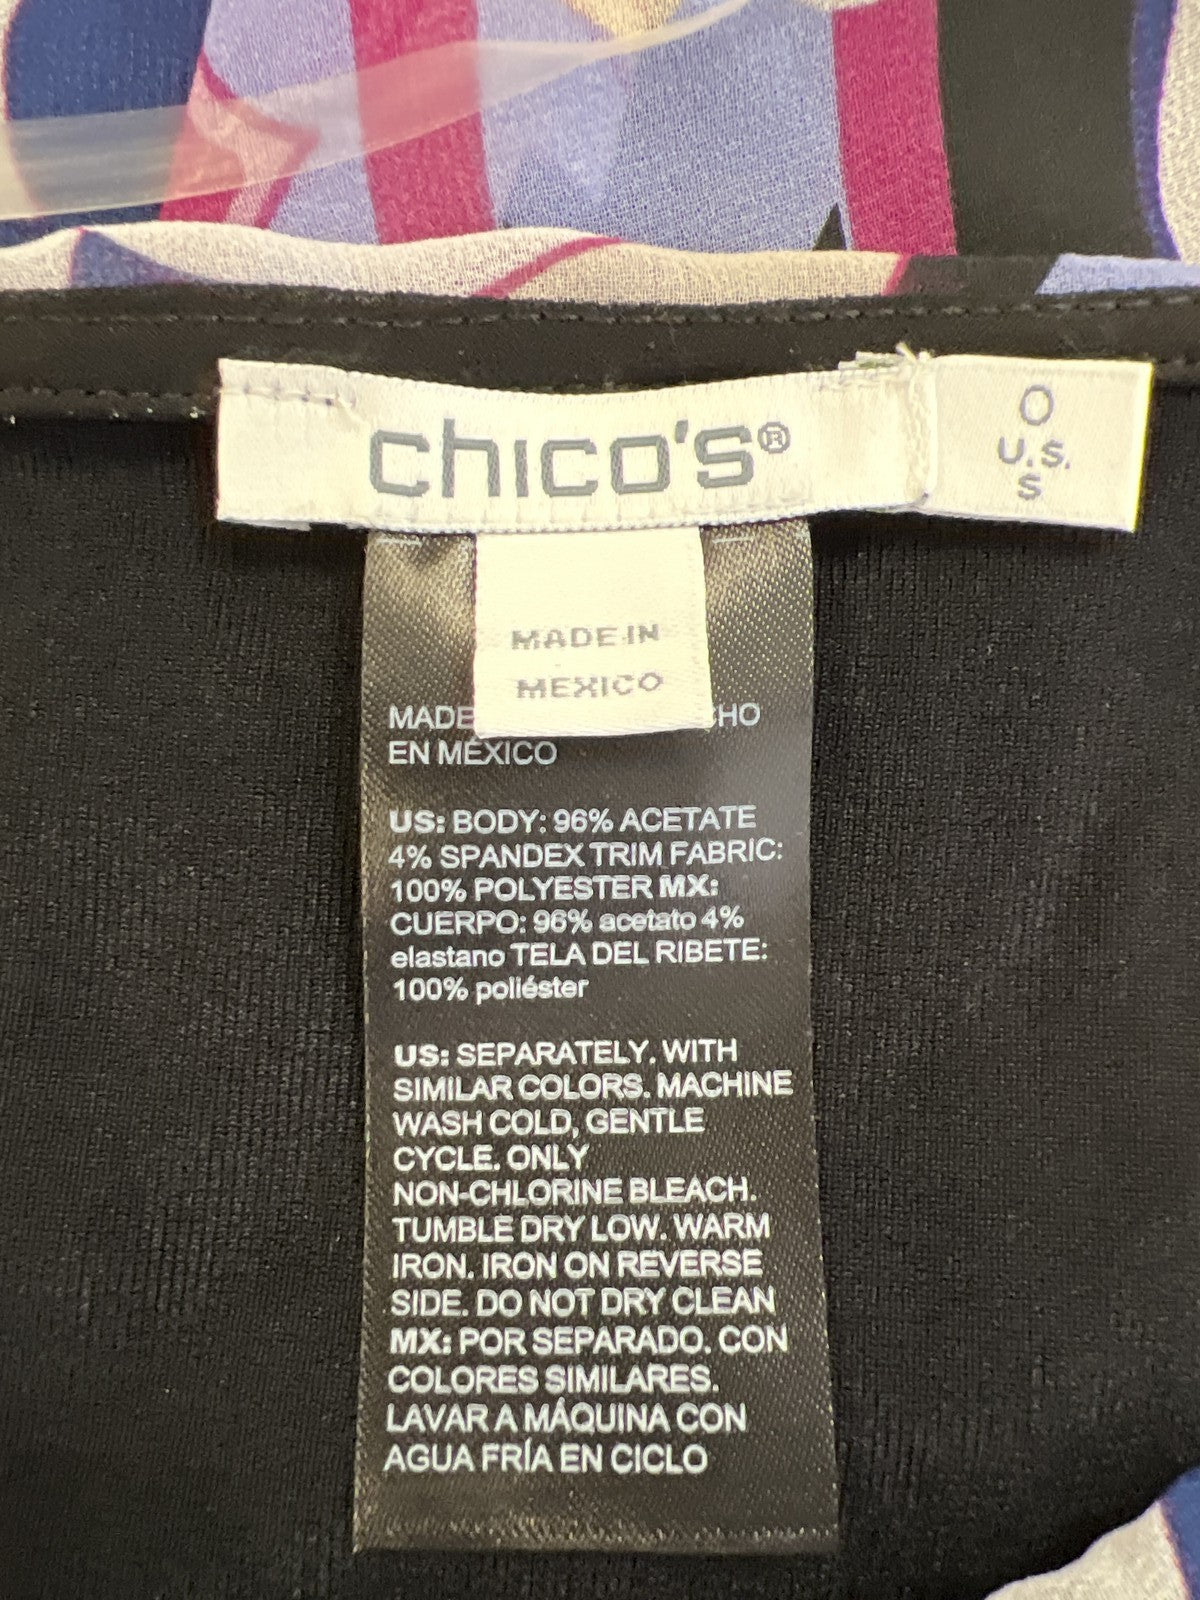 chico's®
O
U.S.
S
MADE IN
MEXICO
MADE CHO
EN MÉXICO
US: BODY: 96% ACETATE
4% SPANDEX TRIM FABRIC:
100% POLYESTER MX:
CUERPO: 96% acetato 4%
elastano TELA DEL RIBETE:
100% poliéster
US: SEPARATELY. WITH
SIMILAR COLORS. MACHINE
WASH COLD, GENTLE
CYCLE. ONLY
NON-CHLORINE BLEACH.
TUMBLE DRY LOW. WARM
IRON. IRON ON REVERSE
SIDE. DO NOT DRY CLEAN
MX: POR SEPARADO. CON
COLORES SIMILARES.
LAVAR A MÁQUINA CON
AGUA FRÍA EN CICLO